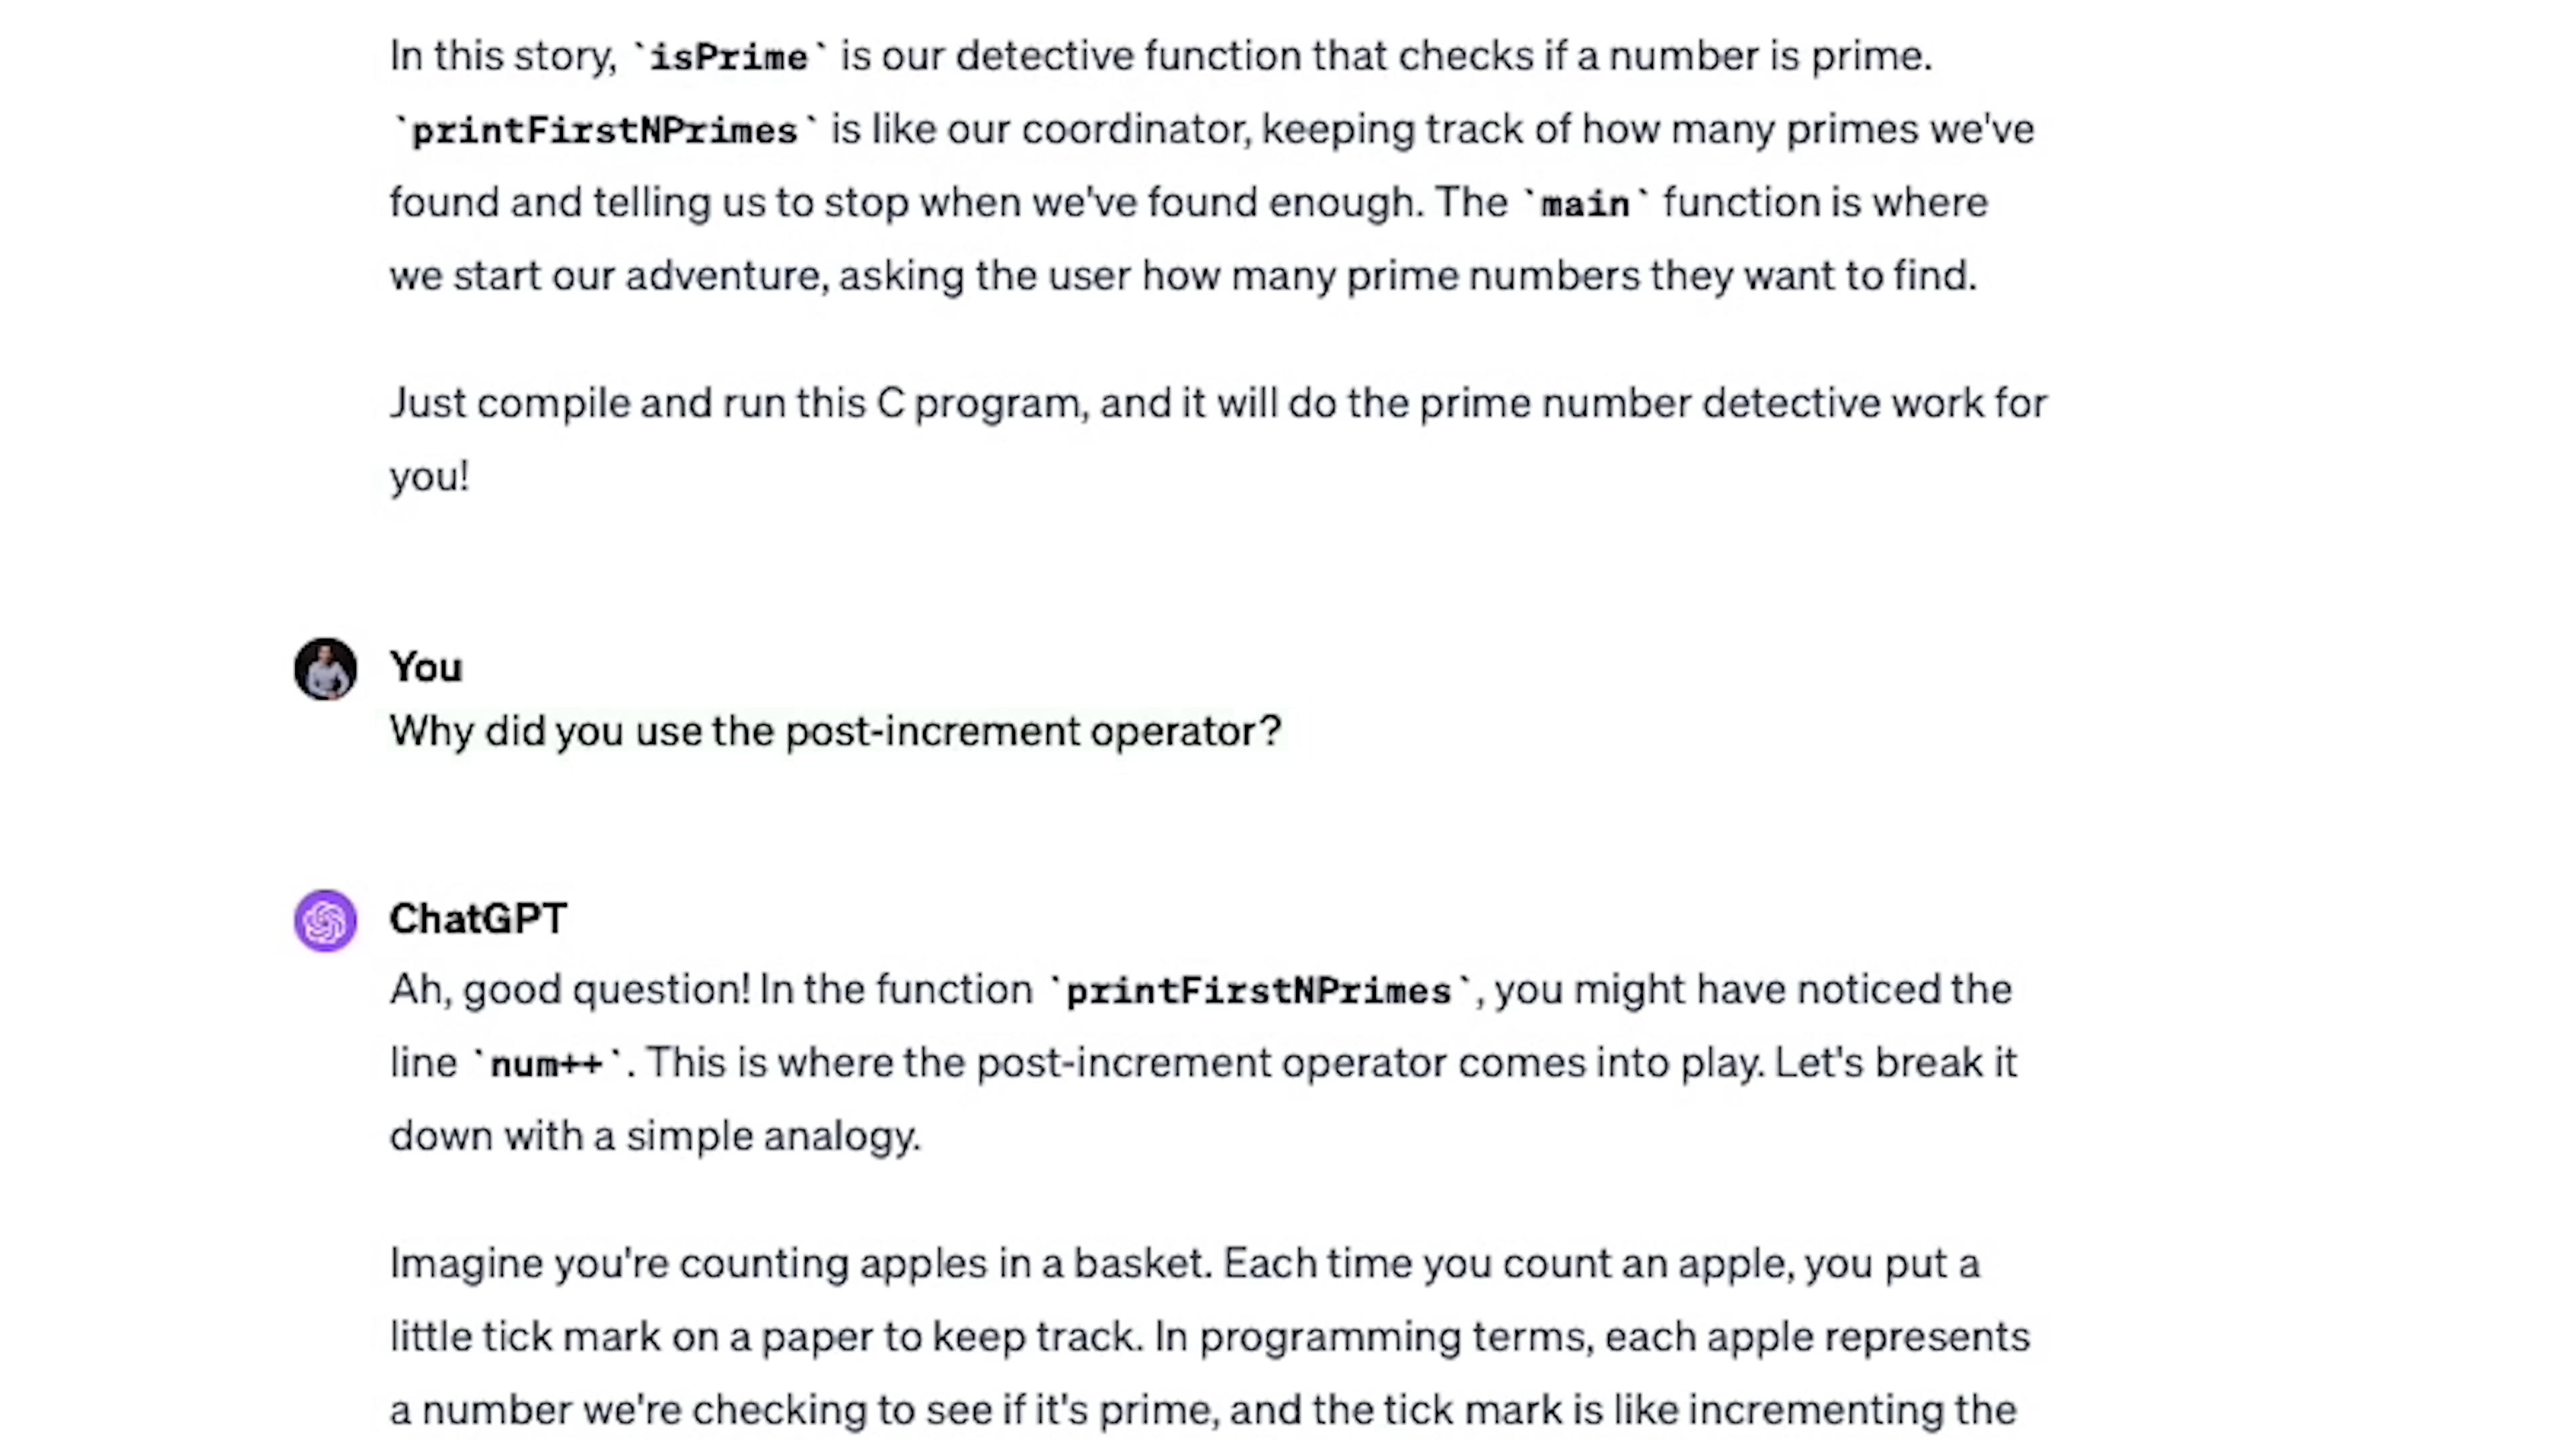 In this story, `isPrime` is our detective function that checks if a number is prime.
`printFirstNPrimes` is like our coordinator, keeping track of how many primes we've
found and telling us to stop when we've found enough. The `main` function is where
we start our adventure, asking the user how many prime numbers they want to find.
Just compile and run this C program, and it will do the prime number detective work for
you!
You
Why did you use the post-increment operator?
ChatGPT
Ah, good question! In the function `printFirstNPrimes`, you might have noticed the
line `num++`. This is where the post-increment operator comes into play. Let's break it
down with a simple analogy.
Imagine you're counting apples in a basket. Each time you count an apple, you put a
little tick mark on a paper to keep track. In programming terms, each apple represents
a number we're checking to see if it's prime, and the tick mark is like incrementing the